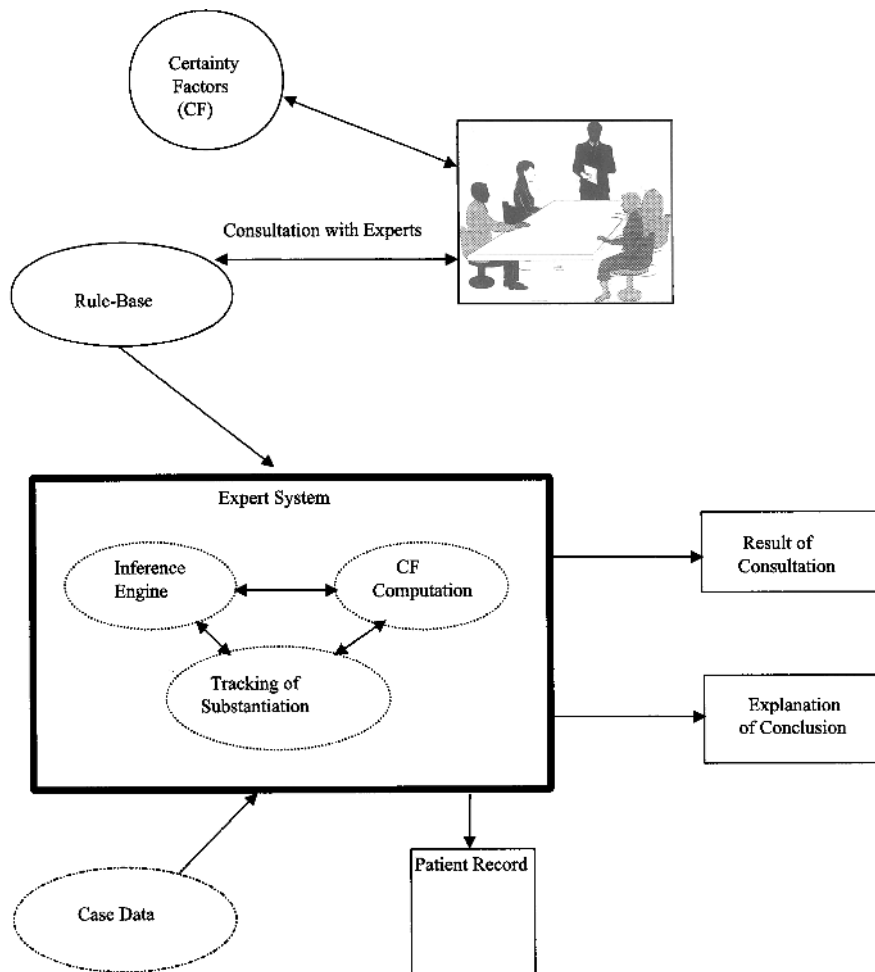 Certainty
Factors
(CF)
Consultation with Experts
Rule-Base
Expert System
Inference
Engine
CF
Computation
Tracking of
Substantiation
Result of
Consultation
Explanation
of Conclusion
Patient Record
Case Data